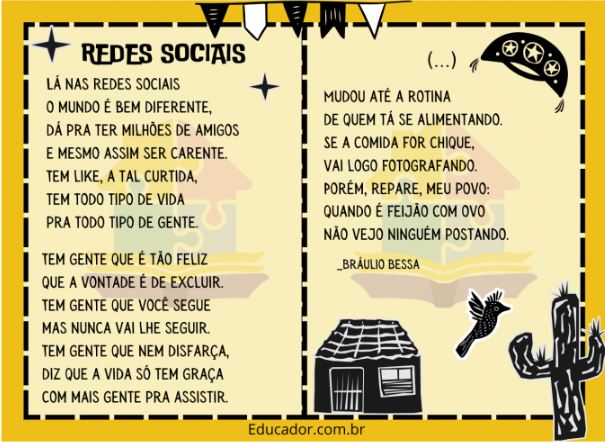 REDES SOCIAIS
LÁ NAS REDES SOCIAIS
O MUNDO É BEM DIFERENTE,
DÁ PRA TER MILHÕES DE AMIGOS
E MESMO ASSIM SER CARENTE.
TEM LIKE, A TAL CURTIDA,
TEM TODO TIPO DE VIDA
PRA TODO TIPO DE GENTE.
TEM GENTE QUE É TÃO FELIZ
QUE A VONTADE É DE EXCLUIR.
TEM GENTE QUE VOCÊ SEGUE
MAS NUNCA VAI LHE SEGUIR.
TEM GENTE QUE NEM DISFARÇA,
DIZ QUE A VIDA SÓ TEM GRAÇA
COM MAIS GENTE PRA ASSISTIR.
(...)
MUDOU ATÉ A ROTINA
DE QUEM TÁ SE ALIMENTANDO.
SE A COMIDA FOR CHIQUE,
VAI LOGO FOTOGRAFANDO.
PORÉM, REPARE, MEU POVO:
QUANDO É FEIJÃO COM OVO
NÃO VEJO NINGUÉM POSTANDO.
_BRÁULIO BESSA
Educador.com.br